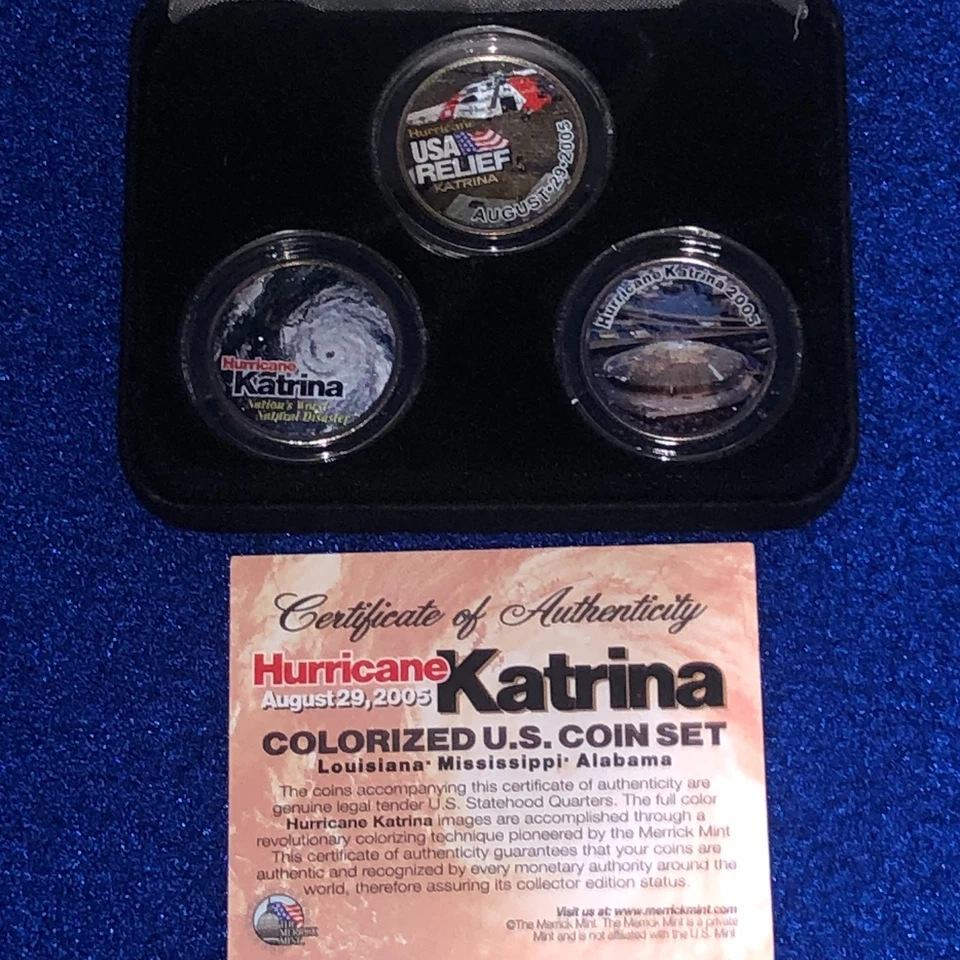 Hurricane
USA
RELIEF
KATRINA
AUGUST•29•2005
Hurricane
Katrina
Nation's Worst
Natural Disaster
Hurricane Katrina 2005
Certificate of Authenticity
Hurricane Katrina
August 29, 2005
COLORIZED U.S. COIN SET
Louisiana• Mississippi• Alabama
The coins accompanying this certificate of authenticity are
genuine legal tender U.S. Statehood Quarters. The full color
Hurricane Katrina images are accomplished through a
revolutionary colorizing technique pioneered by the Merrick Mint
This certificate of authenticity guarantees that your coins are
authentic and recognized by every monetary authority around the
world, therefore assuring its collector edition status.
THE
MERRICK
MINT
Visit us at: www.merrickmint.com
©The Merrick Mint. The Merrick Mint is a private
Mint and is not affiliated with the U.S. Mint